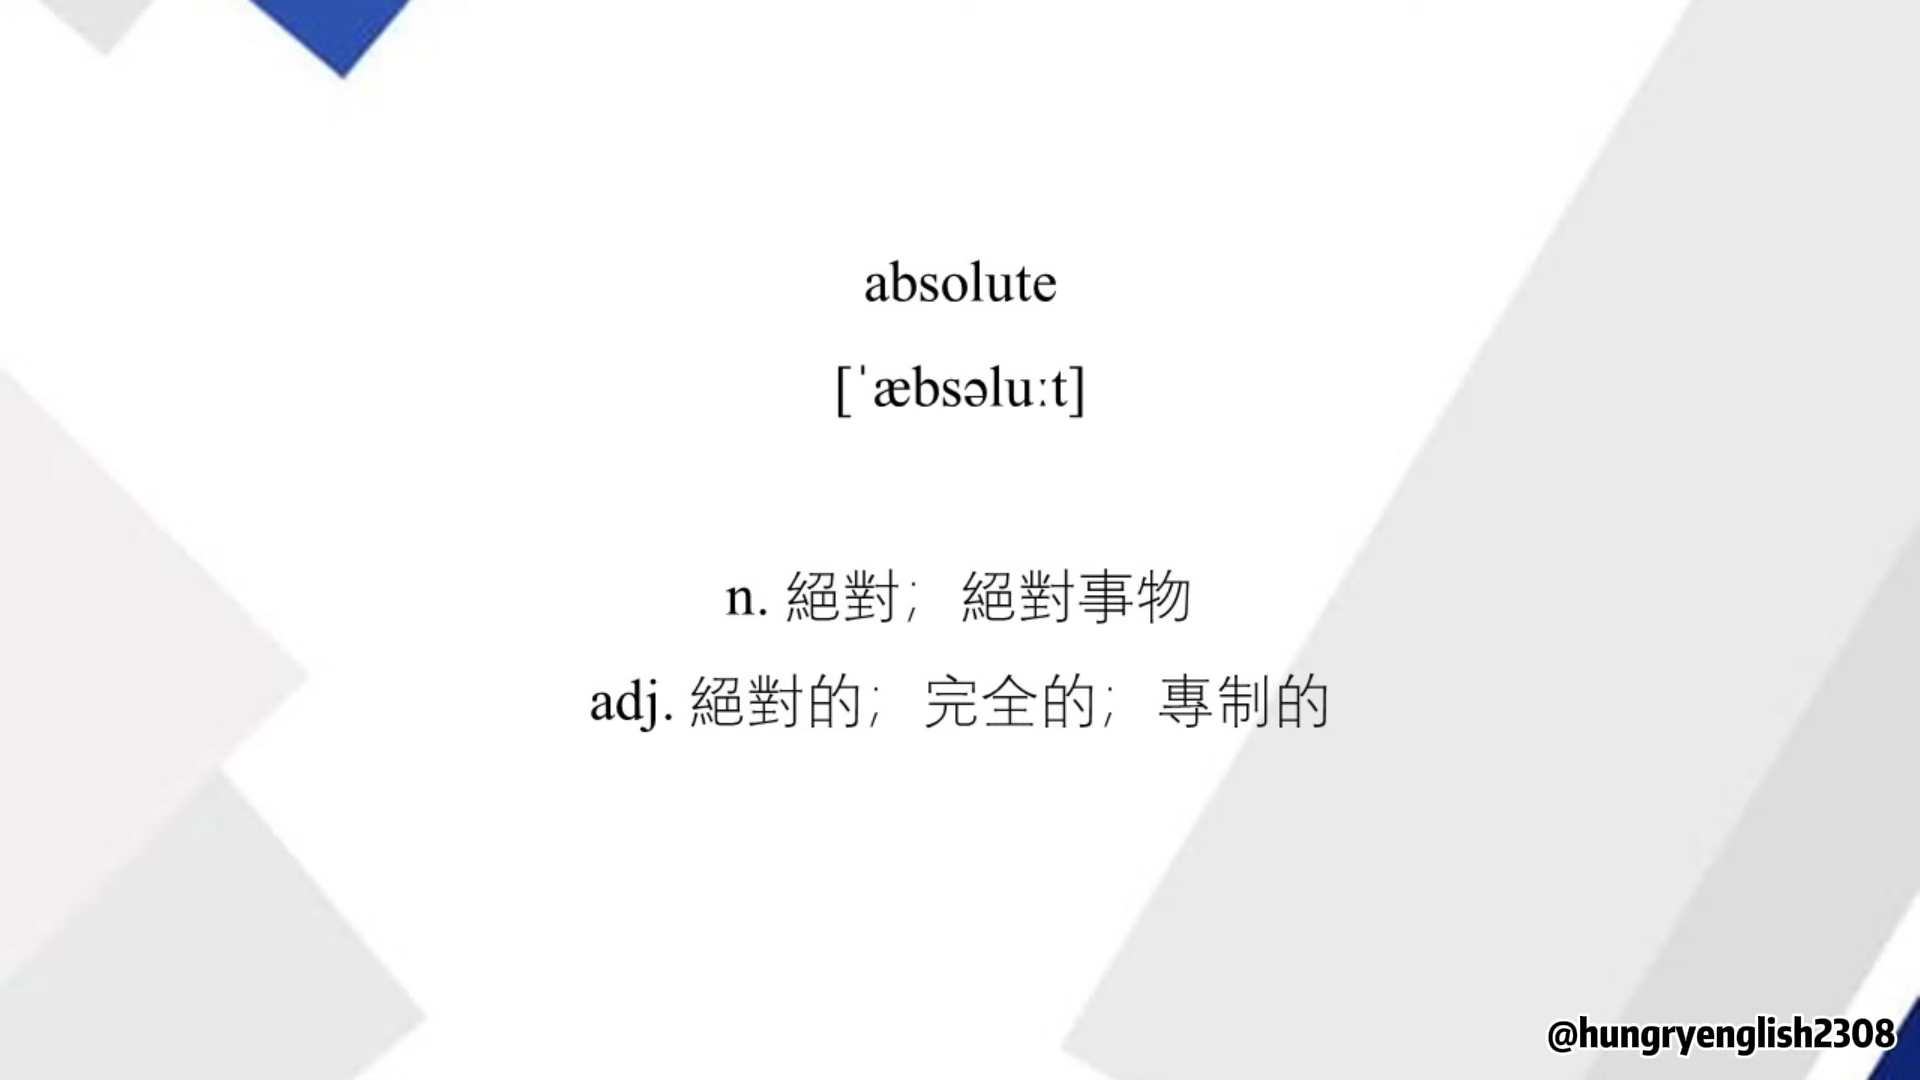 absolute
[ˈæbsəluːt]
n. 絕對；絕對事物
adj. 絕對的；完全的；專制的
@hungryenglish2308